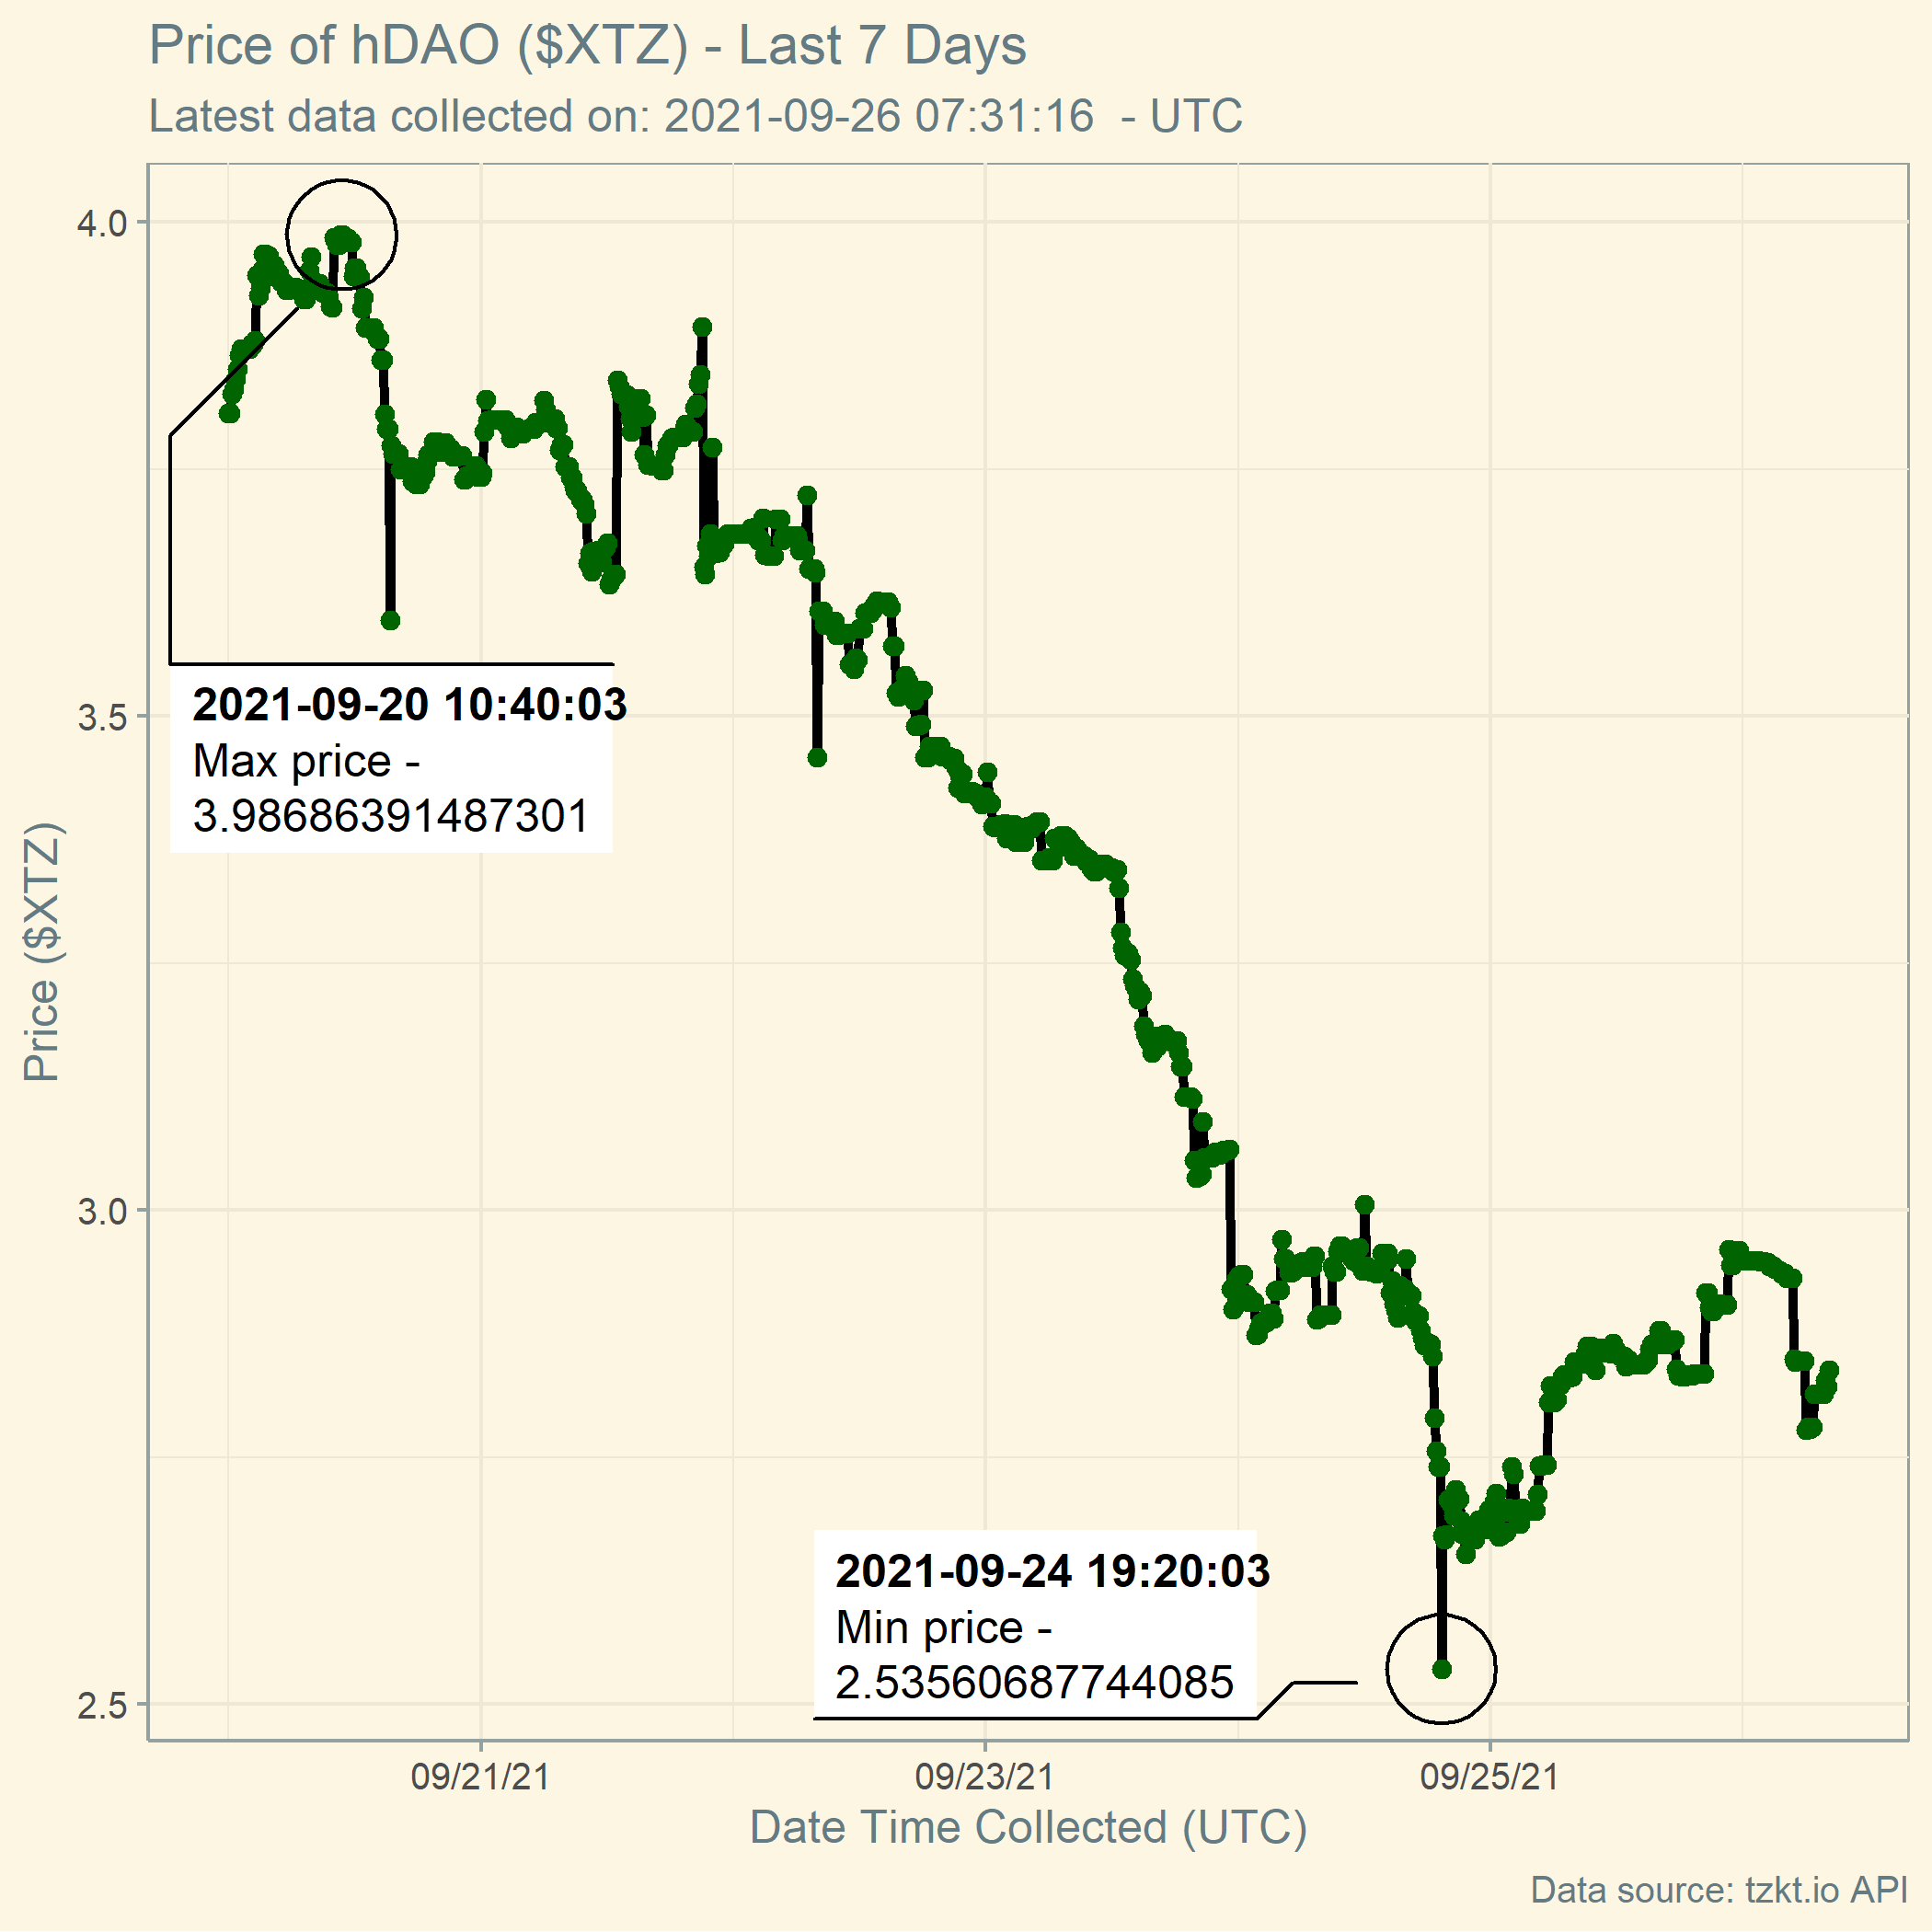 Price of hDAO ($XTZ) - Last 7 Days
Latest data collected on: 2021-09-26 07:31:16  - UTC
4.0
3.5
3.0
2.5
Price ($XTZ)
2021-09-20 10:40:03
Max price -
3.98686391487301
2021-09-24 19:20:03
Min price -
2.53560687744085
09/21/21
09/23/21
09/25/21
Date Time Collected (UTC)
Data source: tzkt.io API